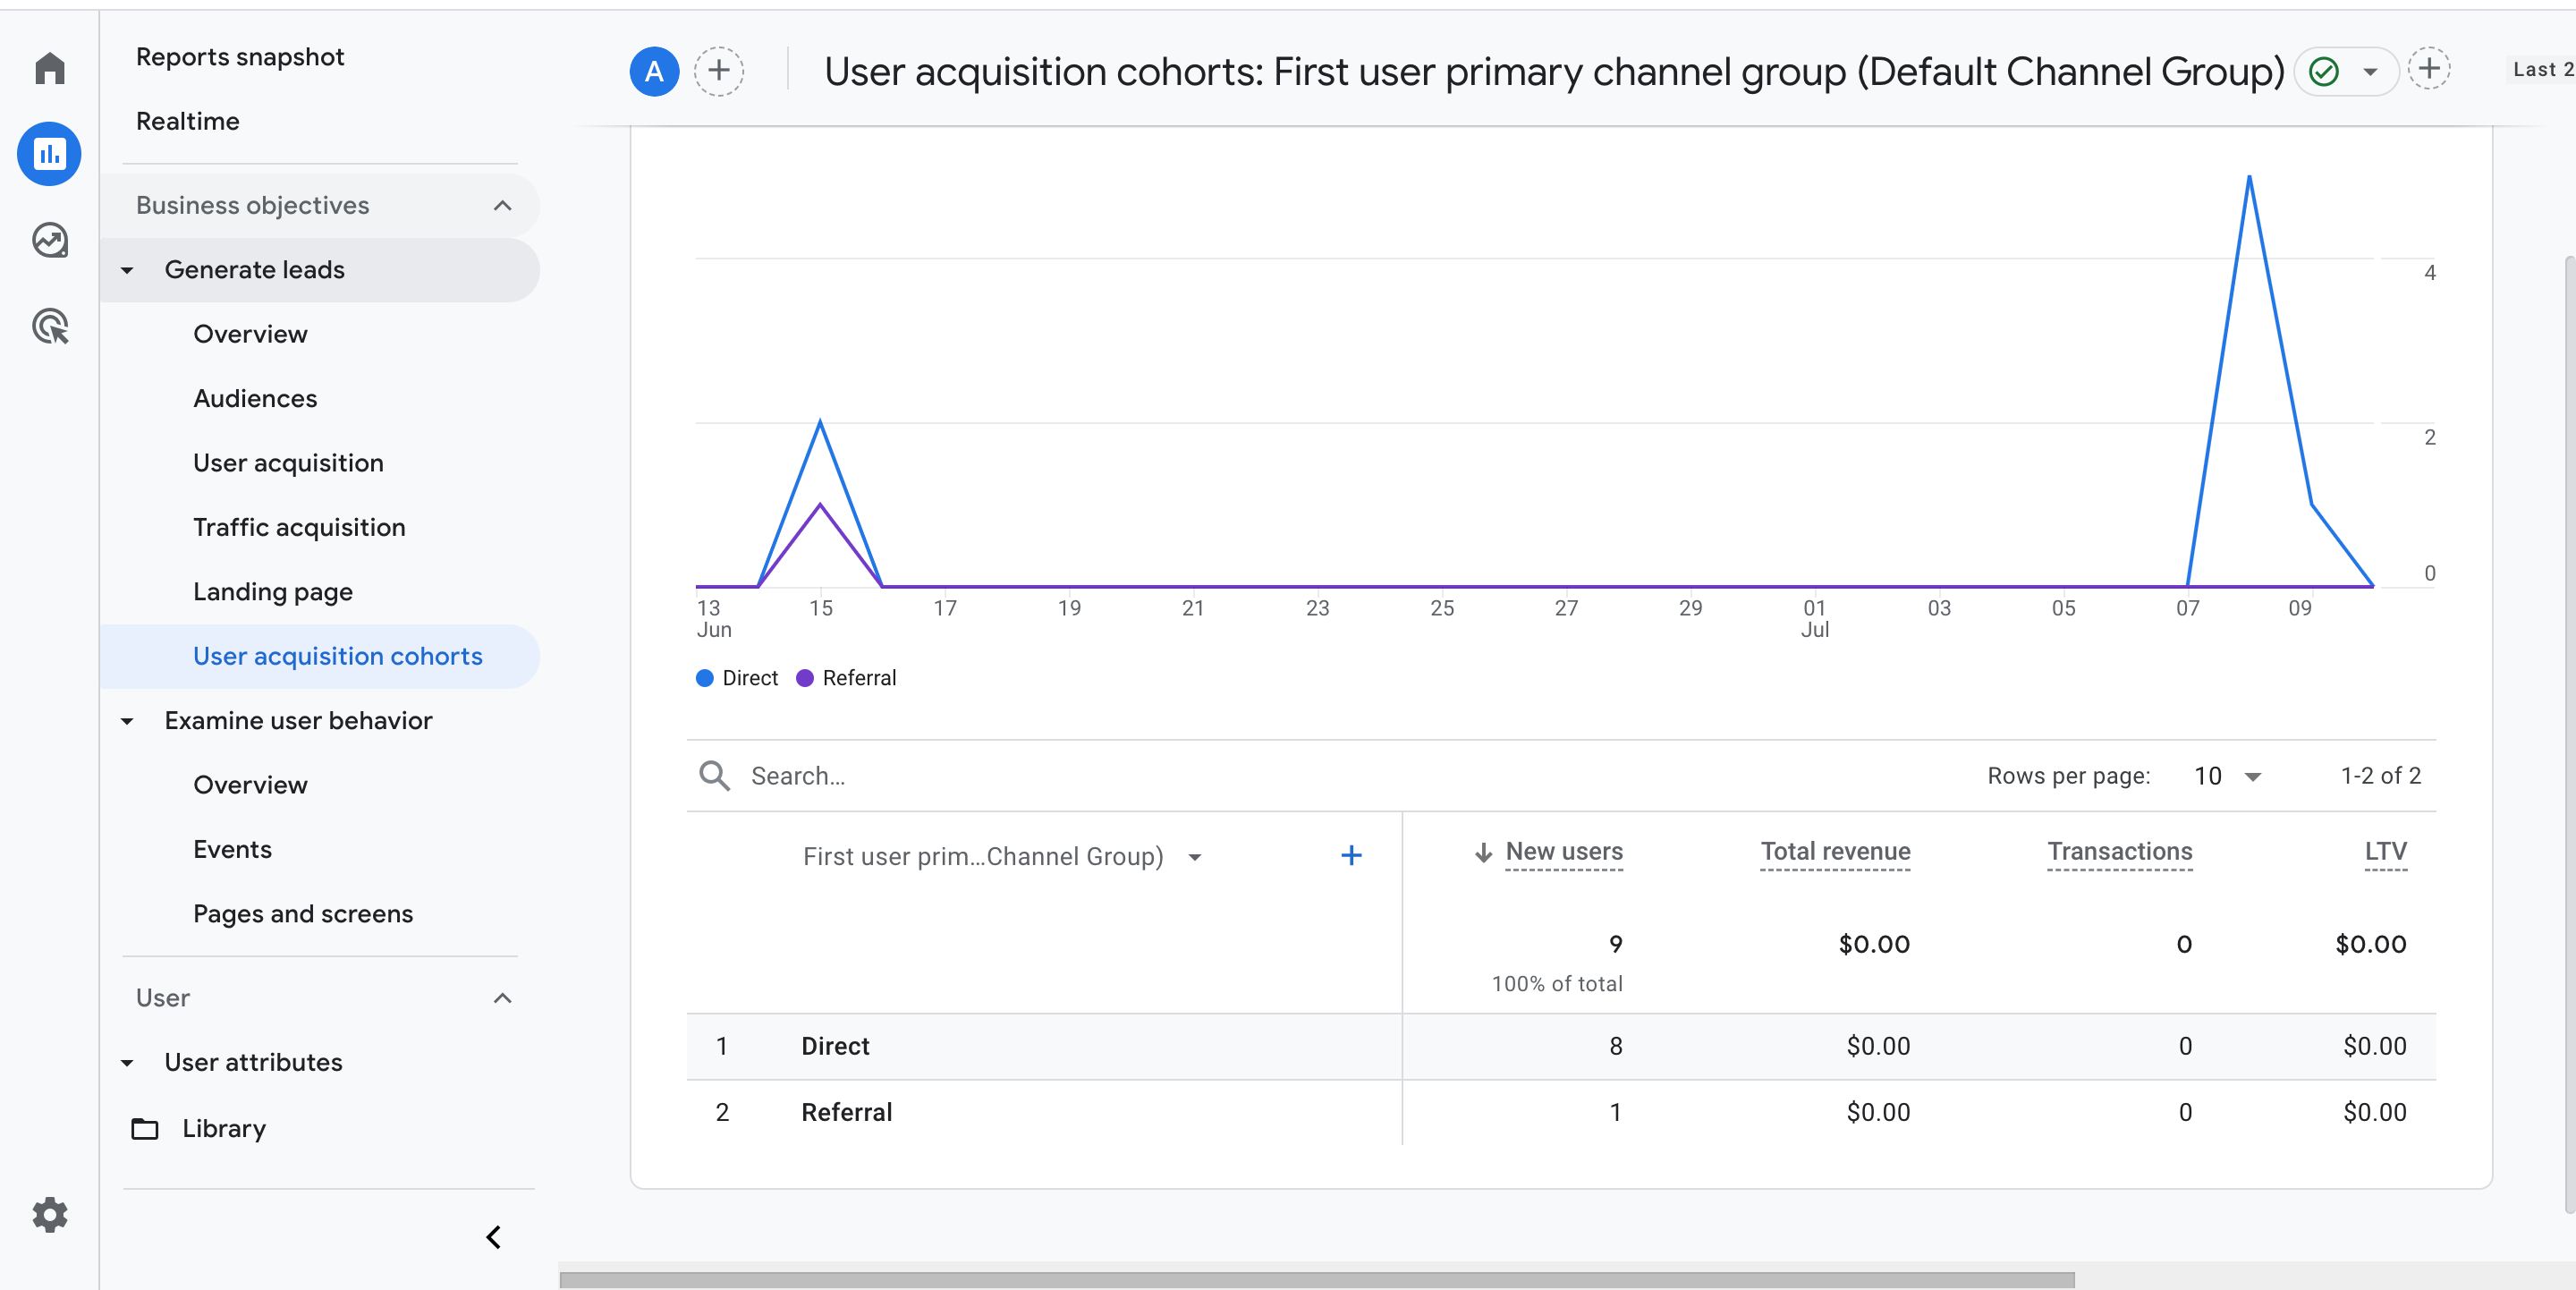 Reports snapshot
Realtime
Business objectives
Generate leads
Overview
Audiences
User acquisition
Traffic acquisition
Landing page
User acquisition cohorts
Examine user behavior
Overview
Events
Pages and screens
User
User attributes
Library
A
User acquisition cohorts: First user primary channel group (Default Channel Group)
Last 2
4
2
0
13 15 17 19 21 23 25 27 29 01 03 05 07 09
Jun Jul
Direct Referral
Search...
Rows per page: 10 1-2 of 2
First user prim...Channel Group) New users Total revenue Transactions LTV
9 $0.00 0 $0.00
100% of total
1 Direct 8 $0.00 0 $0.00
2 Referral 1 $0.00 0 $0.00